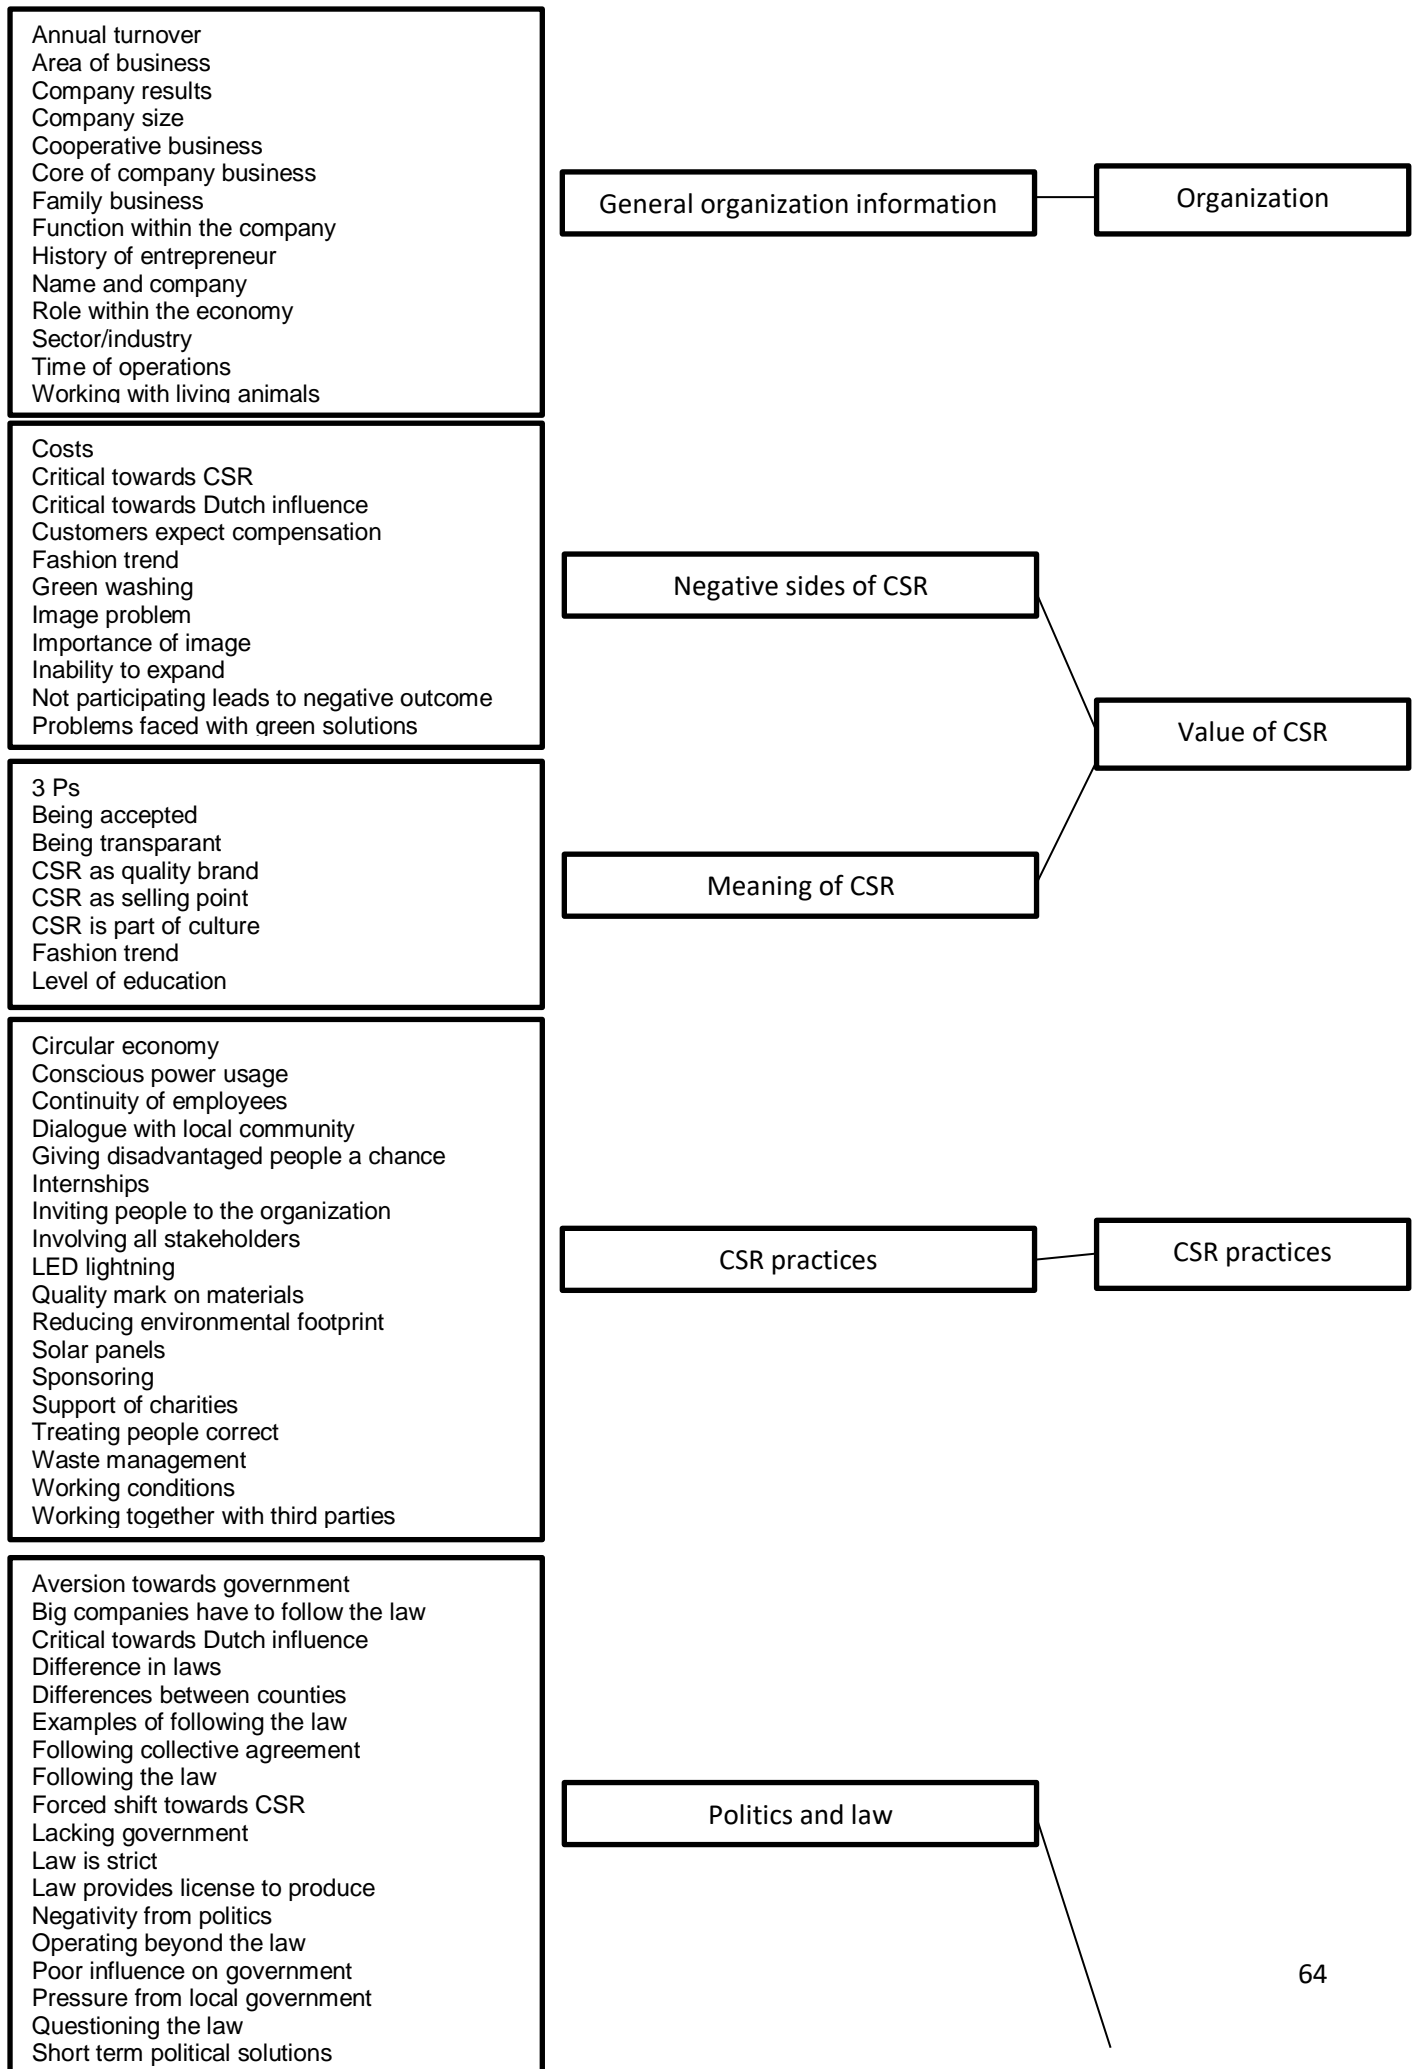 Annual turnover
Area of business
Company results
Company size
Cooperative business
Core of company business
Family business
Function within the company
History of entrepreneur
Name and company
Role within the economy
Sector/industry
Time of operations
Working with living animals
General organization information
Organization
Costs
Critical towards CSR
Critical towards Dutch influence
Customers expect compensation
Fashion trend
Green washing
Image problem
Importance of image
Inability to expand
Not participating leads to negative outcome
Problems faced with green solutions
Negative sides of CSR
Value of CSR
3 Ps
Being accepted
Being transparant
CSR as quality brand
CSR as selling point
CSR is part of culture
Fashion trend
Level of education
Meaning of CSR
Circular economy
Conscious power usage
Continuity of employees
Dialogue with local community
Giving disadvantaged people a chance
Internships
Inviting people to the organization
Involving all stakeholders
LED lightning
Quality mark on materials
Reducing environmental footprint
Solar panels
Sponsoring
Support of charities
Treating people correct
Waste management
Working conditions
Working together with third parties
CSR practices
CSR practices
Aversion towards government
Big companies have to follow the law
Critical towards Dutch influence
Difference in laws
Differences between counties
Examples of following the law
Following collective agreement
Following the law
Forced shift towards CSR
Lacking government
Law is strict
Law provides license to produce
Negativity from politics
Operating beyond the law
Poor influence on government
Pressure from local government
Questioning the law
Short term political solutions
Politics and law
64